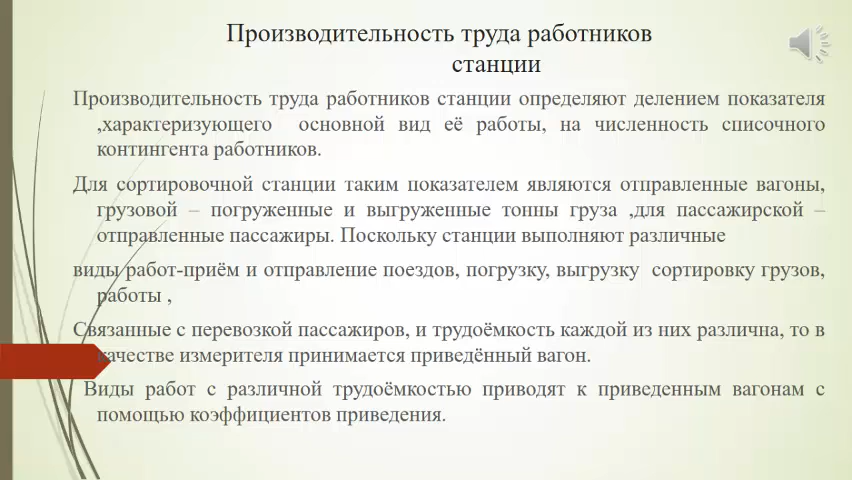 Производительность труда работников
станции
Производительность труда работников станции определяют делением показателя
,характеризующего основной вид её работы, на численность списочного
контингента работников.
Для сортировочной станции таким показателем являются отправленные вагоны,
грузовой – погруженные и выгруженные тонны груза ,для пассажирской –
отправленные пассажиры. Поскольку станции выполняют различные
виды работ-приём и отправление поездов, погрузку, выгрузку сортировку грузов,
работы ,
Связанные с перевозкой пассажиров, и трудоёмкость каждой из них различна, то в
качестве измерителя принимается приведённый вагон.
Виды работ с различной трудоёмкостью приводят к приведенным вагонам с
помощью коэффициентов приведения.